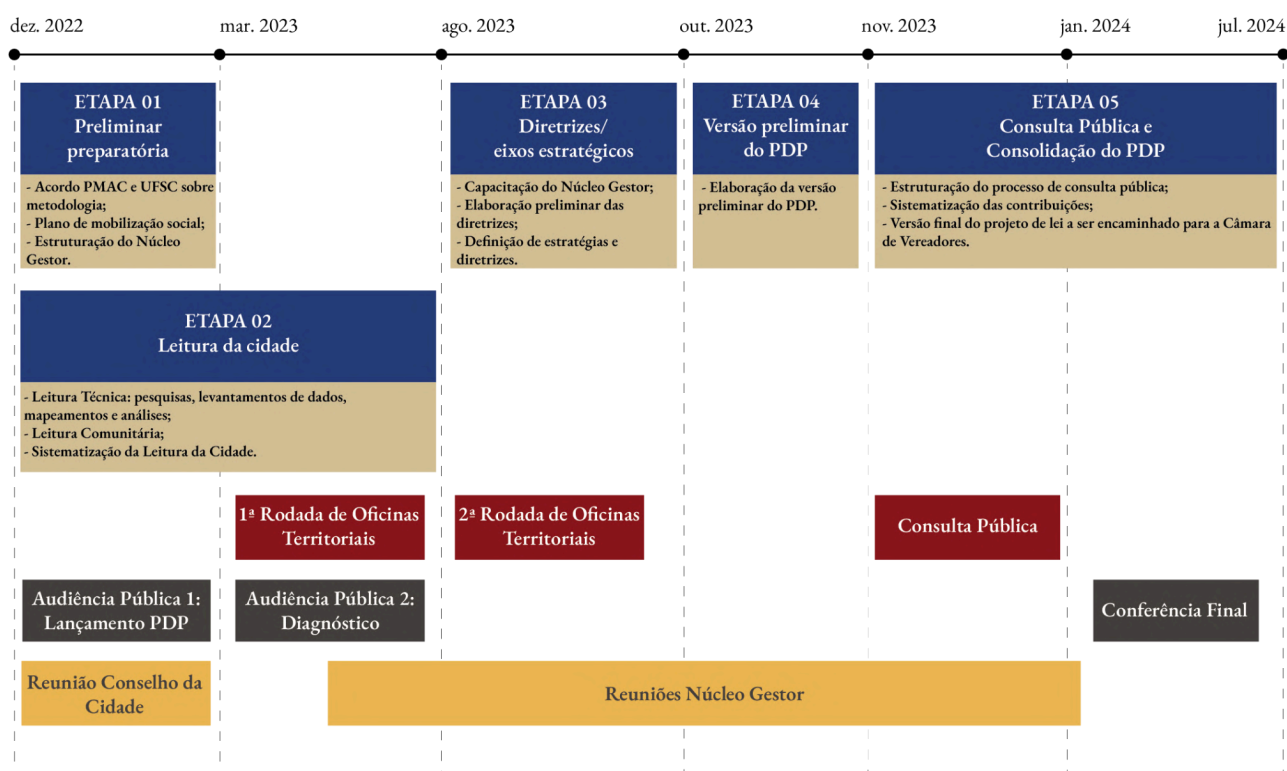 dez. 2022
mar. 2023
ago. 2023
out. 2023
nov. 2023
jan. 2024
jul. 2024
ETAPA 01
Preliminar
preparatória
- Acordo PMAC e UFSC sobre
metodologia;
- Plano de mobilização social;
- Estruturação do Núcleo
Gestor.
ETAPA 03
Diretrizes/
eixos estratégicos
- Capacitação do Núcleo Gestor;
- Elaboração preliminar das
diretrizes;
- Definição de estratégias e
diretrizes.
ETAPA 04
Versão preliminar
do PDP
- Elaboração da versão
preliminar do PDP.
ETAPA 05
Consulta Pública e
Consolidação do PDP
- Estruturação do processo de consulta pública;
- Sistematização das contribuições;
- Versão final do projeto de lei a ser encaminhado para a Câmara
de Vereadores.
ETAPA 02
Leitura da cidade
- Leitura Técnica: pesquisas, levantamentos de dados,
mapeamentos e análises;
- Leitura Comunitária;
- Sistematização da Leitura da Cidade.
1ª Rodada de Oficinas
Territoriais
2ª Rodada de Oficinas
Territoriais
Consulta Pública
Audiência Pública 1:
Lançamento PDP
Audiência Pública 2:
Diagnóstico
Conferência Final
Reunião Conselho da
Cidade
Reuniões Núcleo Gestor